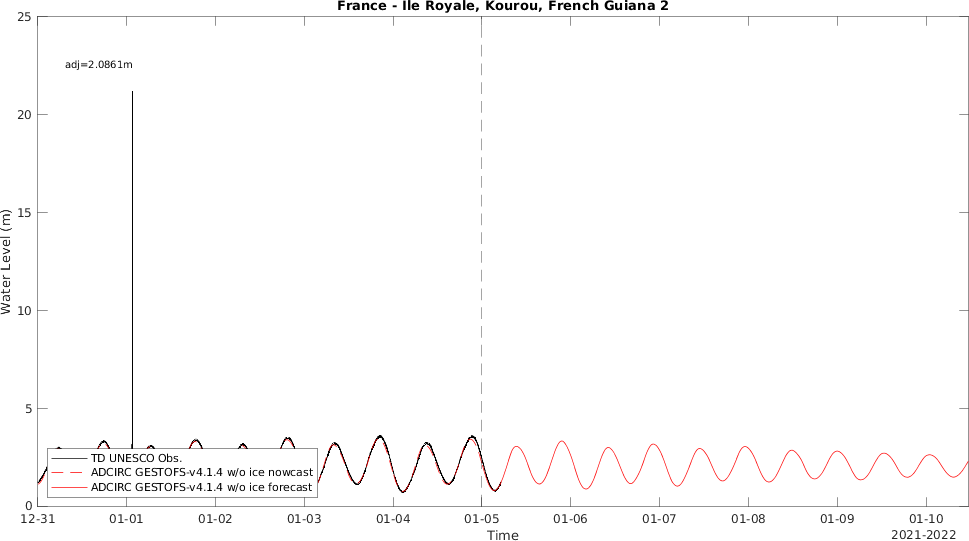 France - Ile Royale, Kourou, French Guiana 2
25
adj=2.0861m
20
15
Water Level (m)
10
5
TD UNESCO Obs.
ADCIRC GESTOFS-v4.1.4 w/o ice nowcast
ADCIRC GESTOFS-v4.1.4 w/o ice forecast
0
12-31 01-01 01-02 01-03 01-04 01-05 01-06 01-07 01-08 01-09 01-10
Time
2021-2022